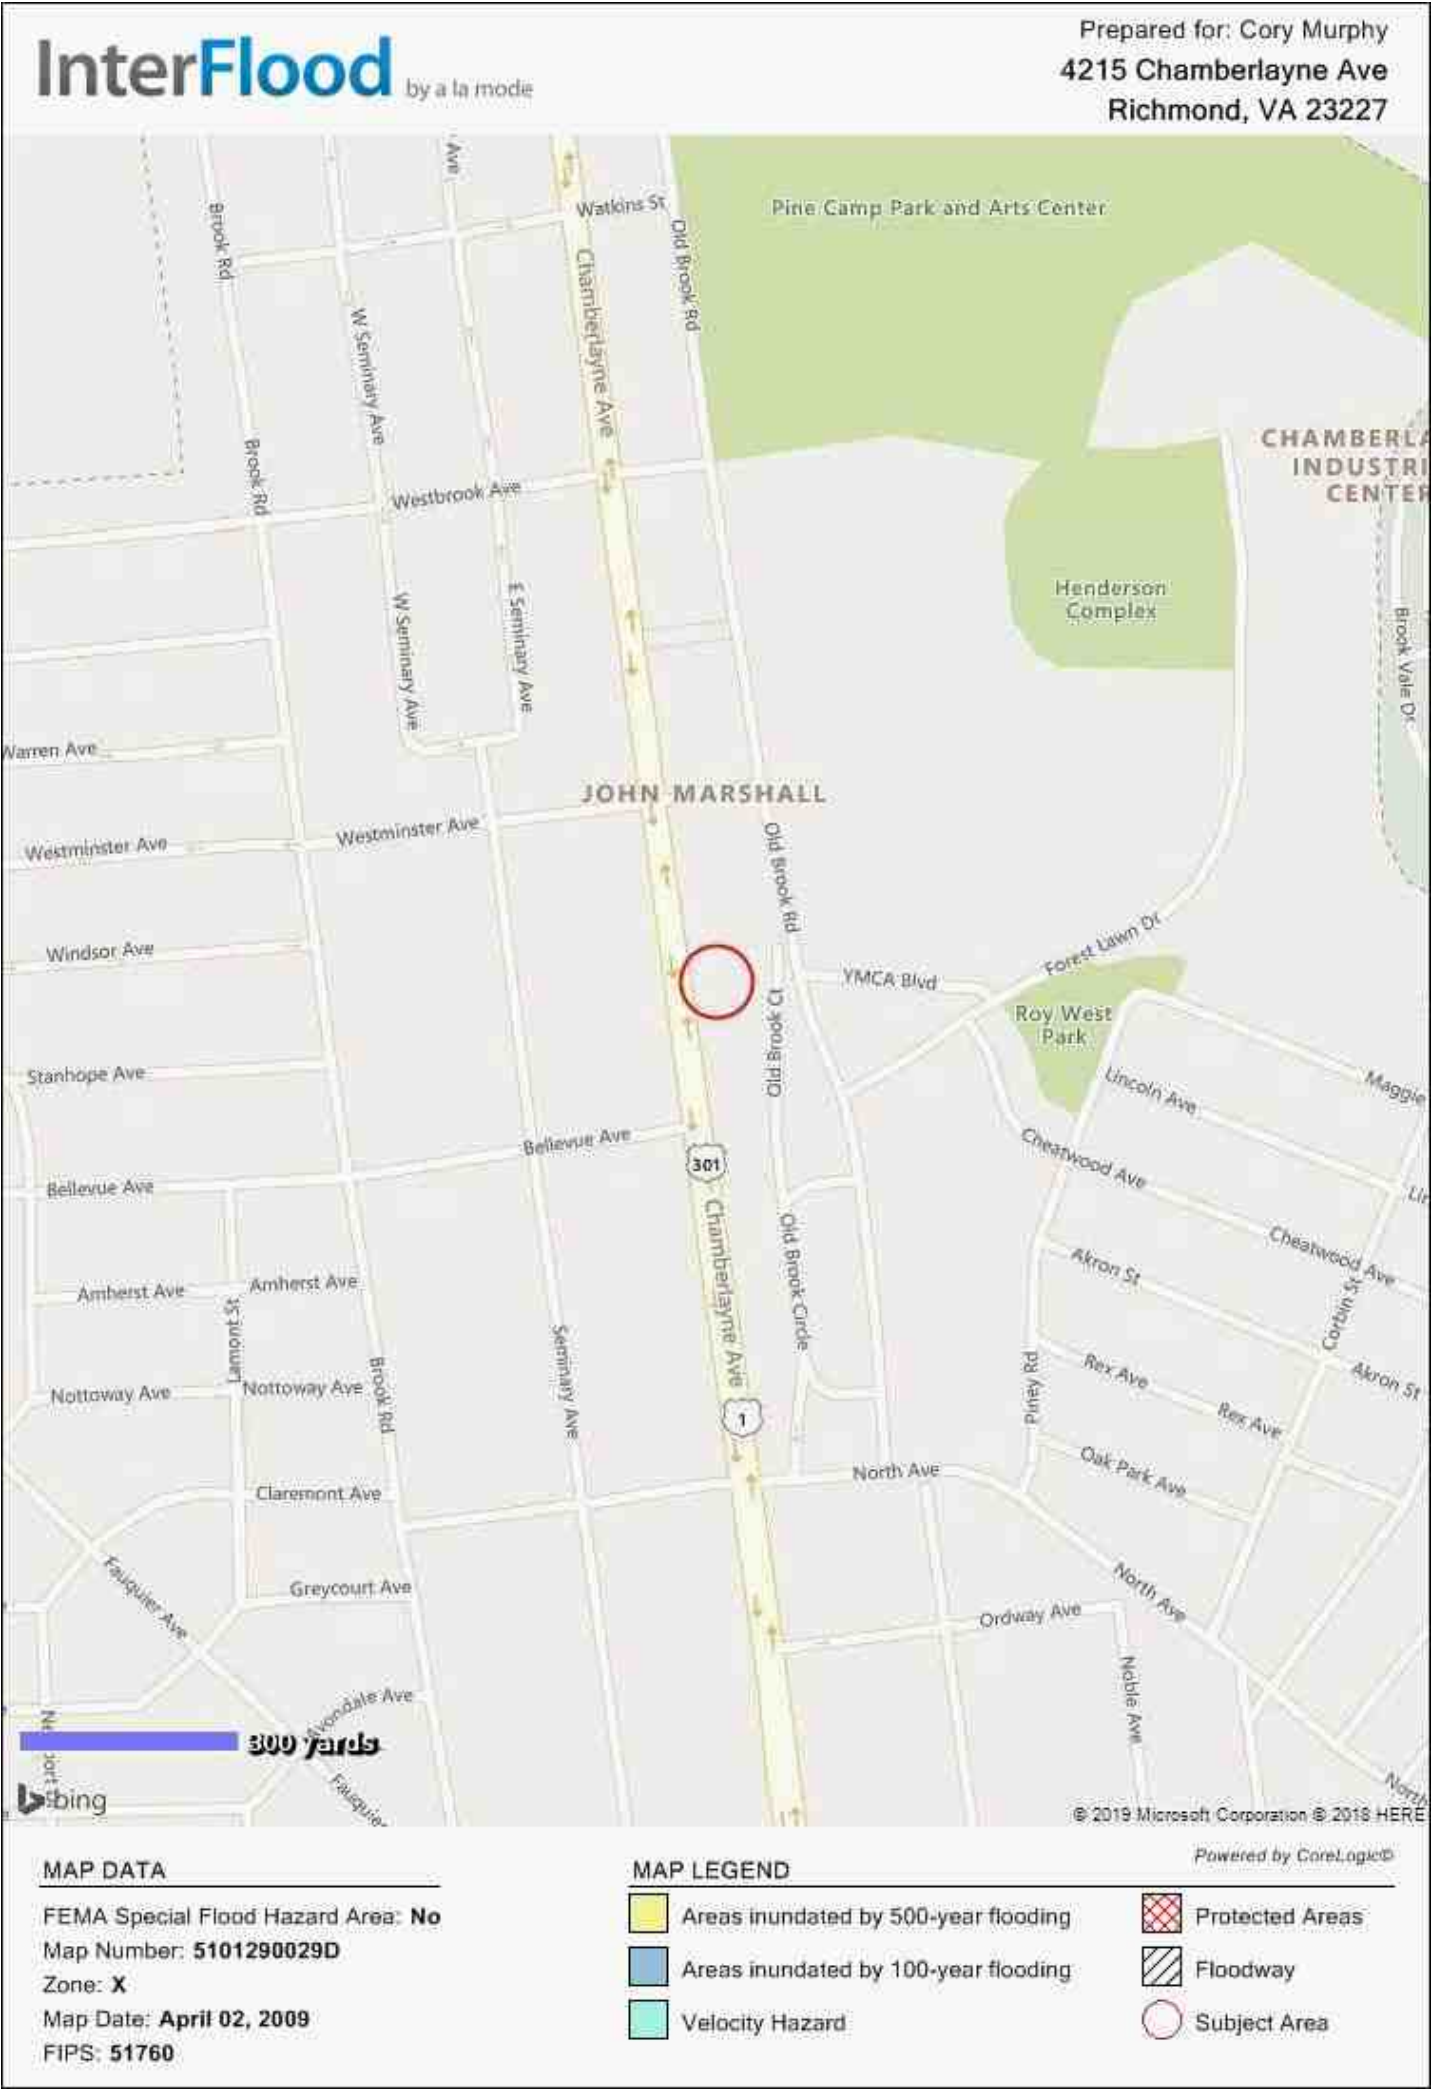 InterFlood by a la mode
Prepared for: Cory Murphy
4215 Chamberlayne Ave
Richmond, VA 23227
Ave
Watkins St
Pine Camp Park and Arts Center
Brook Rd
Old Brook Rd
Chamberlayne Ave
W Seminary Ave
CHAMBERLA
INDUSTRI
CENTER
Brook Rd
Westbrook Ave
Henderson
Complex
W Seminary Ave
E Seminary Ave
Brook Vale Dr
Warren Ave
JOHN MARSHALL
Westminster Ave
Westminster Ave
Old Brook Rd
Windsor Ave
Forest Lawn Dr
YMCA Blvd
Old Brook Ct
Roy West
Park
Stanhope Ave
Lincoln Ave
Maggie
Bellevue Ave
Cheatwood Ave
301
Bellevue Ave
Lin
Chamberlayne Ave
Old Brook Circle
Cheatwood Ave
Akron St
Amherst Ave
Amherst Ave
Lamont St
Corbin St
Seminary Ave
Brook Rd
Nottoway Ave
Nottoway Ave
Piney Rd
Rex Ave
Akron St
1
Rex Ave
North Ave
Oak Park Ave
Claremont Ave
Fauquier Ave
Greycourt Ave
North Ave
Ordway Ave
Noble Ave
Avondale Ave
800 yards
Fauquier
North
bing
© 2019 Microsoft Corporation © 2018 HERE
Powered by CoreLogic©
MAP DATA
FEMA Special Flood Hazard Area: No
Map Number: 5101290029D
Zone: X
Map Date: April 02, 2009
FIPS: 51760
MAP LEGEND
Areas inundated by 500-year flooding
Areas inundated by 100-year flooding
Velocity Hazard
Protected Areas
Floodway
Subject Area